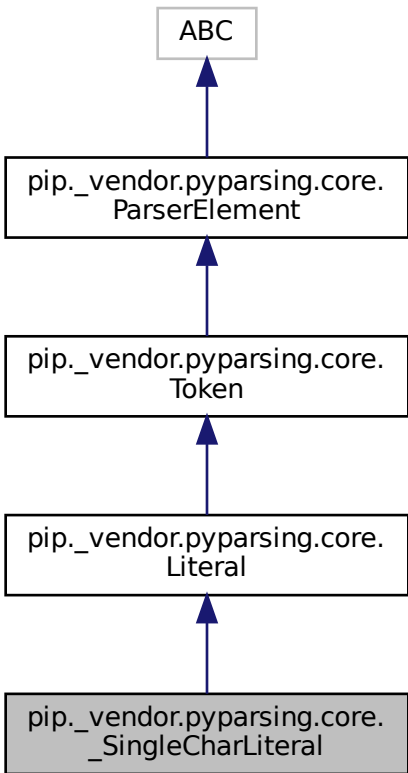 ABC
pip._vendor.pyparsing.core.
ParserElement
pip._vendor.pyparsing.core.
Token
pip._vendor.pyparsing.core.
Literal
pip._vendor.pyparsing.core.
_SingleCharLiteral